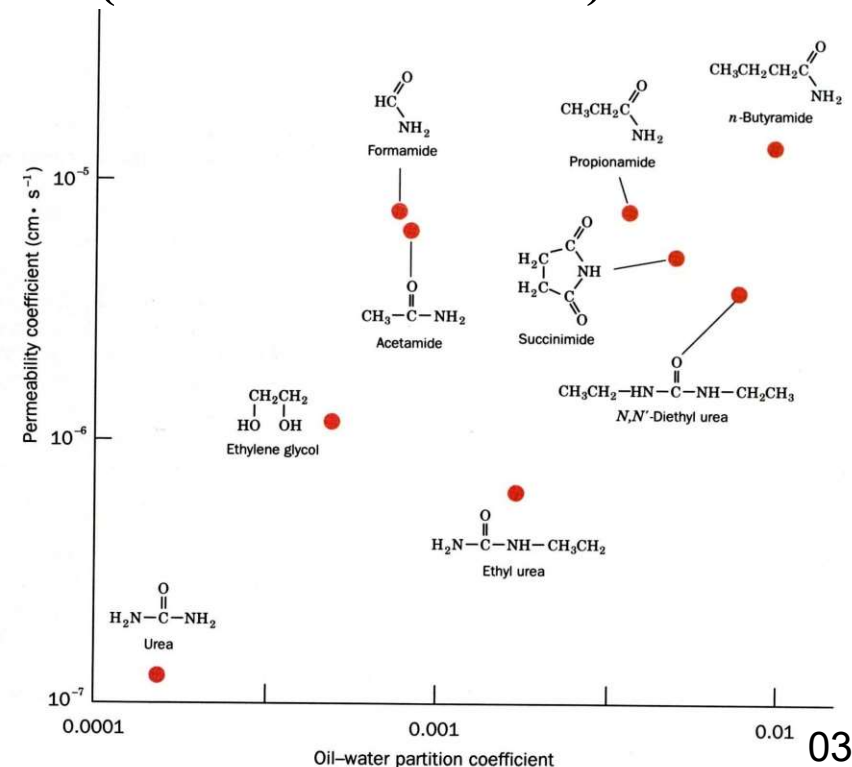 O
CH₃CH₂CH₂C
NH₂
n-Butyramide
O
HC
NH₂
Formamide
O
CH₃CH₂C
NH₂
Propionamide
Permeability coefficient (cm· s⁻¹)
10⁻⁵
O
H₂C
C
NH
H₂C
C
O
Succinimide
O
CH₃—C—NH₂
Acetamide
O
CH₃CH₂—HN—C—NH—CH₂CH₃
N,N′-Diethyl urea
CH₂CH₂
HO OH
Ethylene glycol
10⁻⁶
O
H₂N—C—NH—CH₃CH₂
Ethyl urea
O
H₂N—C—NH₂
Urea
10⁻⁷
0.0001 0.001 0.01
Oil–water partition coefficient
03